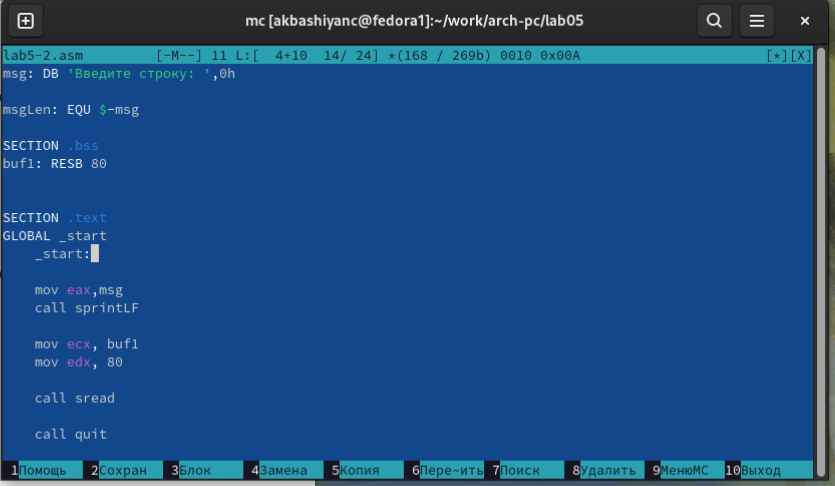 mc [akbashiyanc@fedora1]:~/work/arch-pc/lab05
lab5-2.asm [-M--] 11 L:[ 4+10 14/ 24] *(168 / 269b) 0010 0x00A [*][X]
msg: DB 'Введите строку: ',0h
msgLen: EQU $-msg
SECTION .bss
buf1: RESB 80
SECTION .text
GLOBAL _start
_start:
mov eax,msg
call sprintLF
mov ecx, buf1
mov edx, 80
call sread
call quit
1Помощь 2Сохран 3Блок 4Замена 5Копия 6Пере~ить 7Поиск 8Удалить 9МенюMC 10Выход